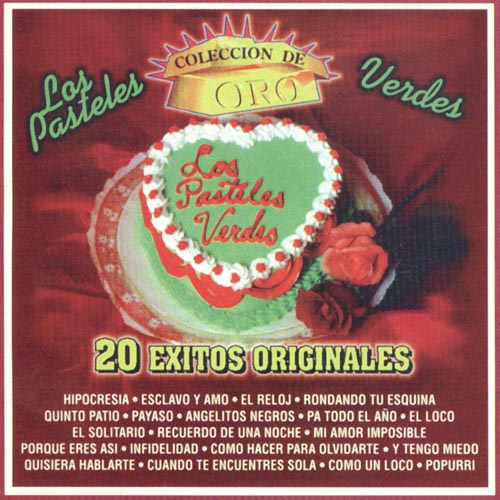 COLECCION DE
ORO
Los
Pasteles
Verdes
Los
Pasteles
Verdes
20 EXITOS ORIGINALES
HIPOCRESIA • ESCLAVO Y AMO • EL RELOJ • RONDANDO TU ESQUINA
QUINTO PATIO • PAYASO • ANGELITOS NEGROS • PA TODO EL AÑO • EL LOCO
EL SOLITARIO • RECUERDO DE UNA NOCHE • MI AMOR IMPOSIBLE
PORQUE ERES ASI • INFIDELIDAD • COMO HACER PARA OLVIDARTE • Y TENGO MIEDO
QUISIERA HABLARTE • CUANDO TE ENCUENTRES SOLA • COMO UN LOCO • POPURRI